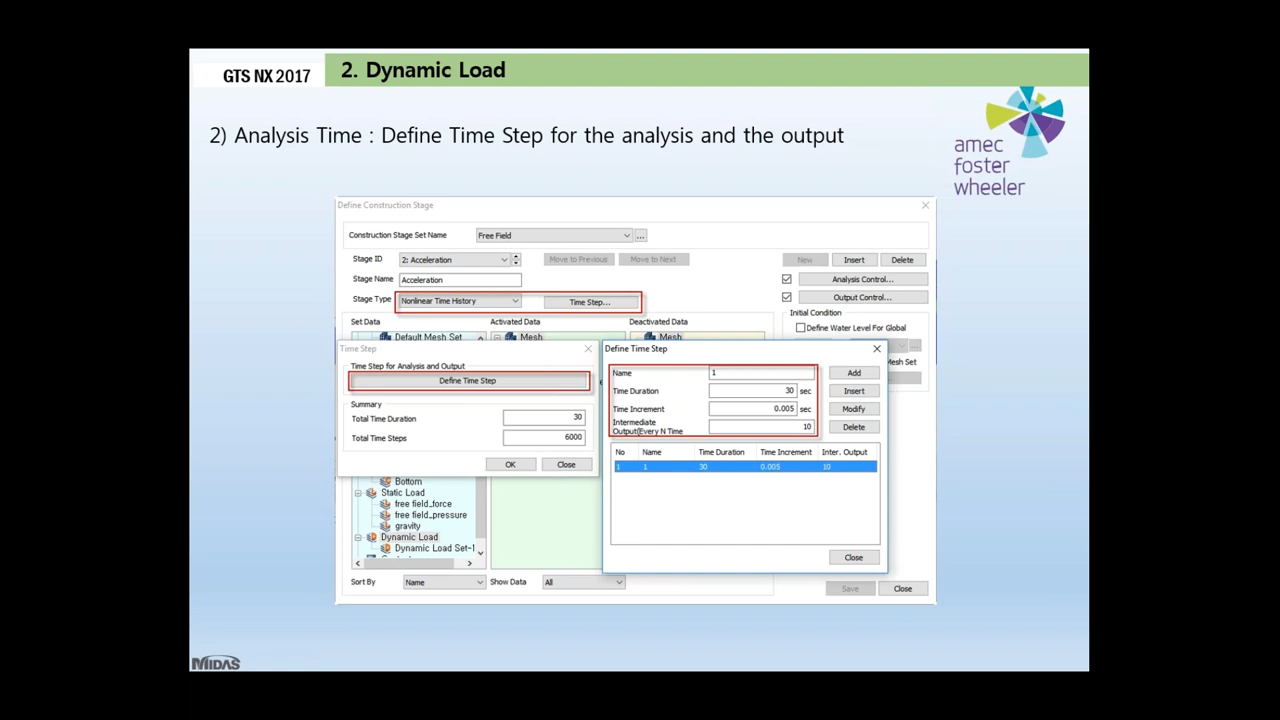 GTS NX 2017
2. Dynamic Load
2) Analysis Time : Define Time Step for the analysis and the output
amec
foster
wheeler
Define Construction Stage
Construction Stage Set Name
Free Field
...
Stage ID
2: Acceleration
Move to Previous
Move to Next
New
Insert
Delete
Stage Name
Acceleration
Analysis Control...
Stage Type
Nonlinear Time History
Time Step...
Output Control...
Initial Condition
Set Data
Activated Data
Deactivated Data
Define Water Level For Global
Default Mesh Set
Mesh
Mesh
Mesh Set
Time Step
Time Step for Analysis and Output
Define Time Step
Summary
Total Time Duration
30
Total Time Steps
6000
OK
Close
Define Time Step
Name
1
Add
Time Duration
30 sec
Insert
Time Increment
0.005 sec
Modify
Intermediate
Output(Every N Time
10
Delete
No Name Time Duration Time Increment Inter. Output
1 1 30 0.005 10
Close
Bottom
Static Load
free field_force
free field_pressure
gravity
Dynamic Load
Dynamic Load Set-1
Sort By
Name
Show Data
All
Save
Close
MIDAS